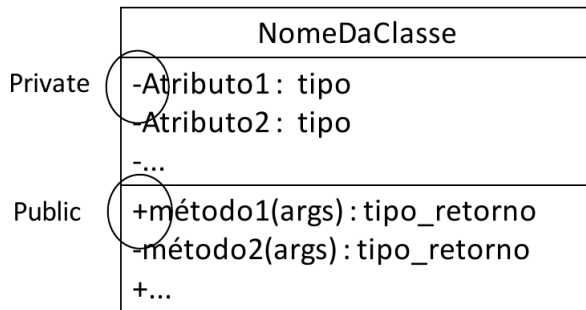 NomeDaClasse
Private
-Atributo1 : tipo
-Atributo2 : tipo
-...
Public
+método1(args) : tipo_retorno
-método2(args) : tipo_retorno
+...